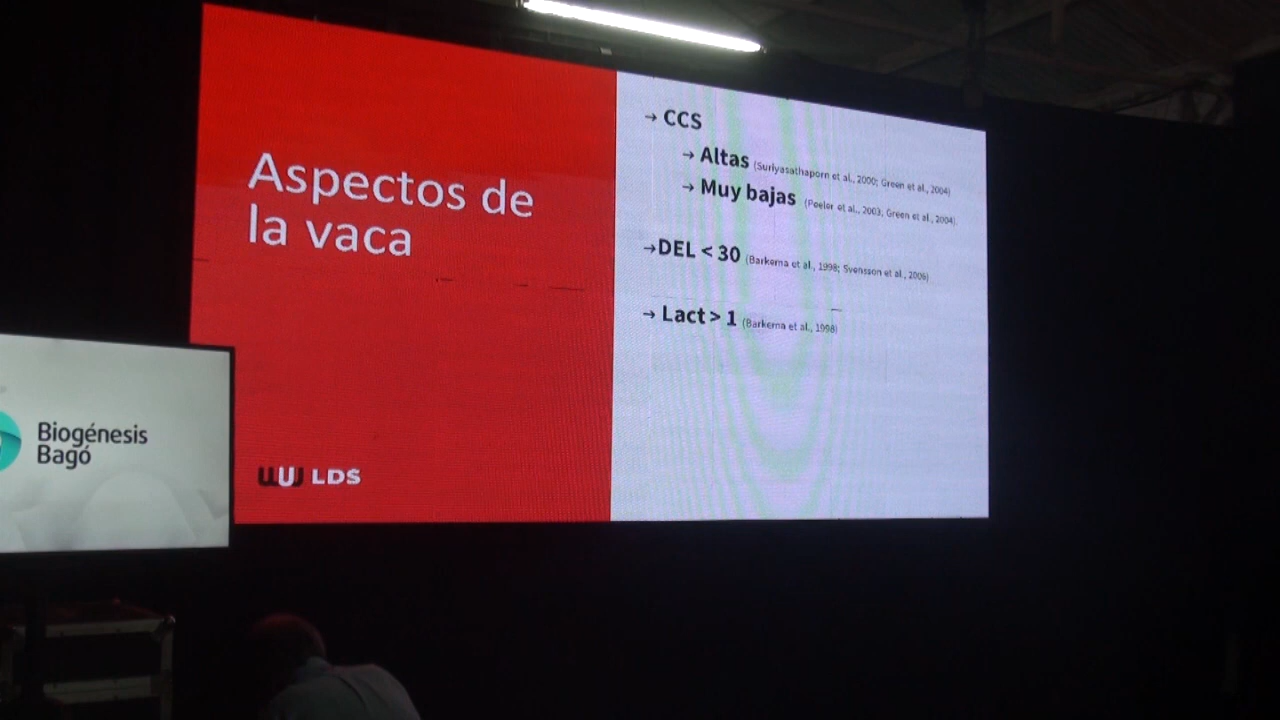 Aspectos de
la vaca
LDS
→ CCS
→ Altas (Suriyasathaporn et al., 2000; Green et al., 2004)
→ Muy bajas (Peeler et al., 2003; Green et al., 2004)
→DEL < 30 (Barkema et al., 1998; Svensson et al., 2006)
→ Lact > 1 (Barkema et al., 1998)
Biogénesis
Bagó